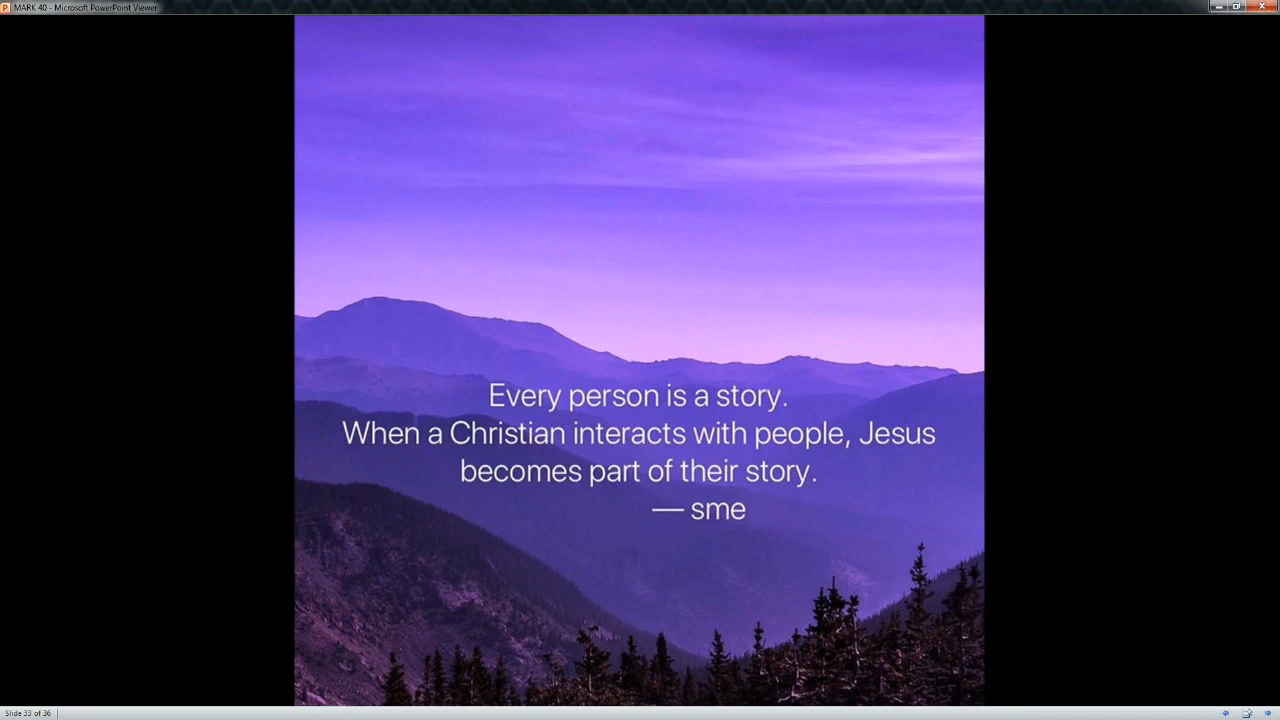 MARK 40 - Microsoft PowerPoint Viewer
Every person is a story.
When a Christian interacts with people, Jesus
becomes part of their story.
— sme
Slide 33 of 36